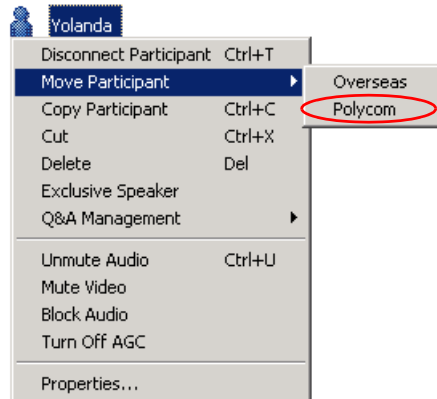 Yolanda
Disconnect Participant Ctrl+T
Move Participant
Overseas
Copy Participant Ctrl+C
Polycom
Cut Ctrl+X
Delete Del
Exclusive Speaker
Q&A Management
Unmute Audio Ctrl+U
Mute Video
Block Audio
Turn Off AGC
Properties...